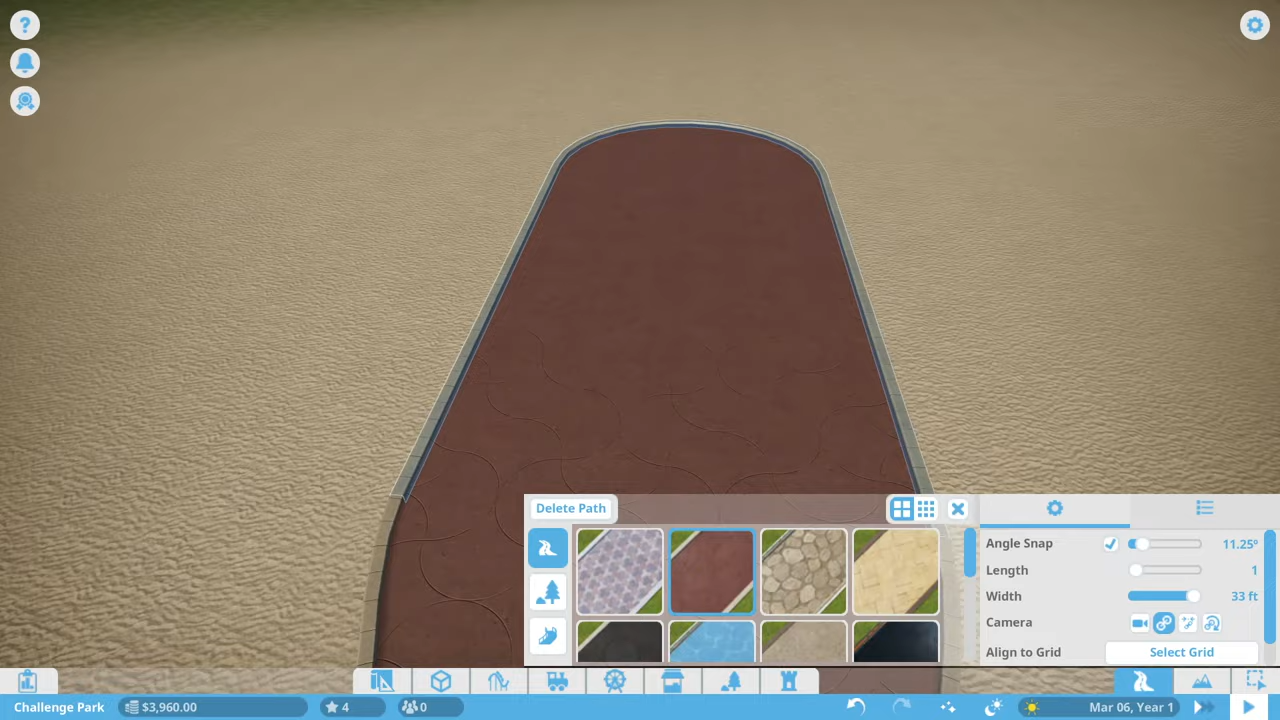 ?
Delete Path
Angle Snap 11.25°
Length 1
Width 33 ft
Camera
Align to Grid Select Grid
Challenge Park $3,960.00 4 0 Mar 06, Year 1